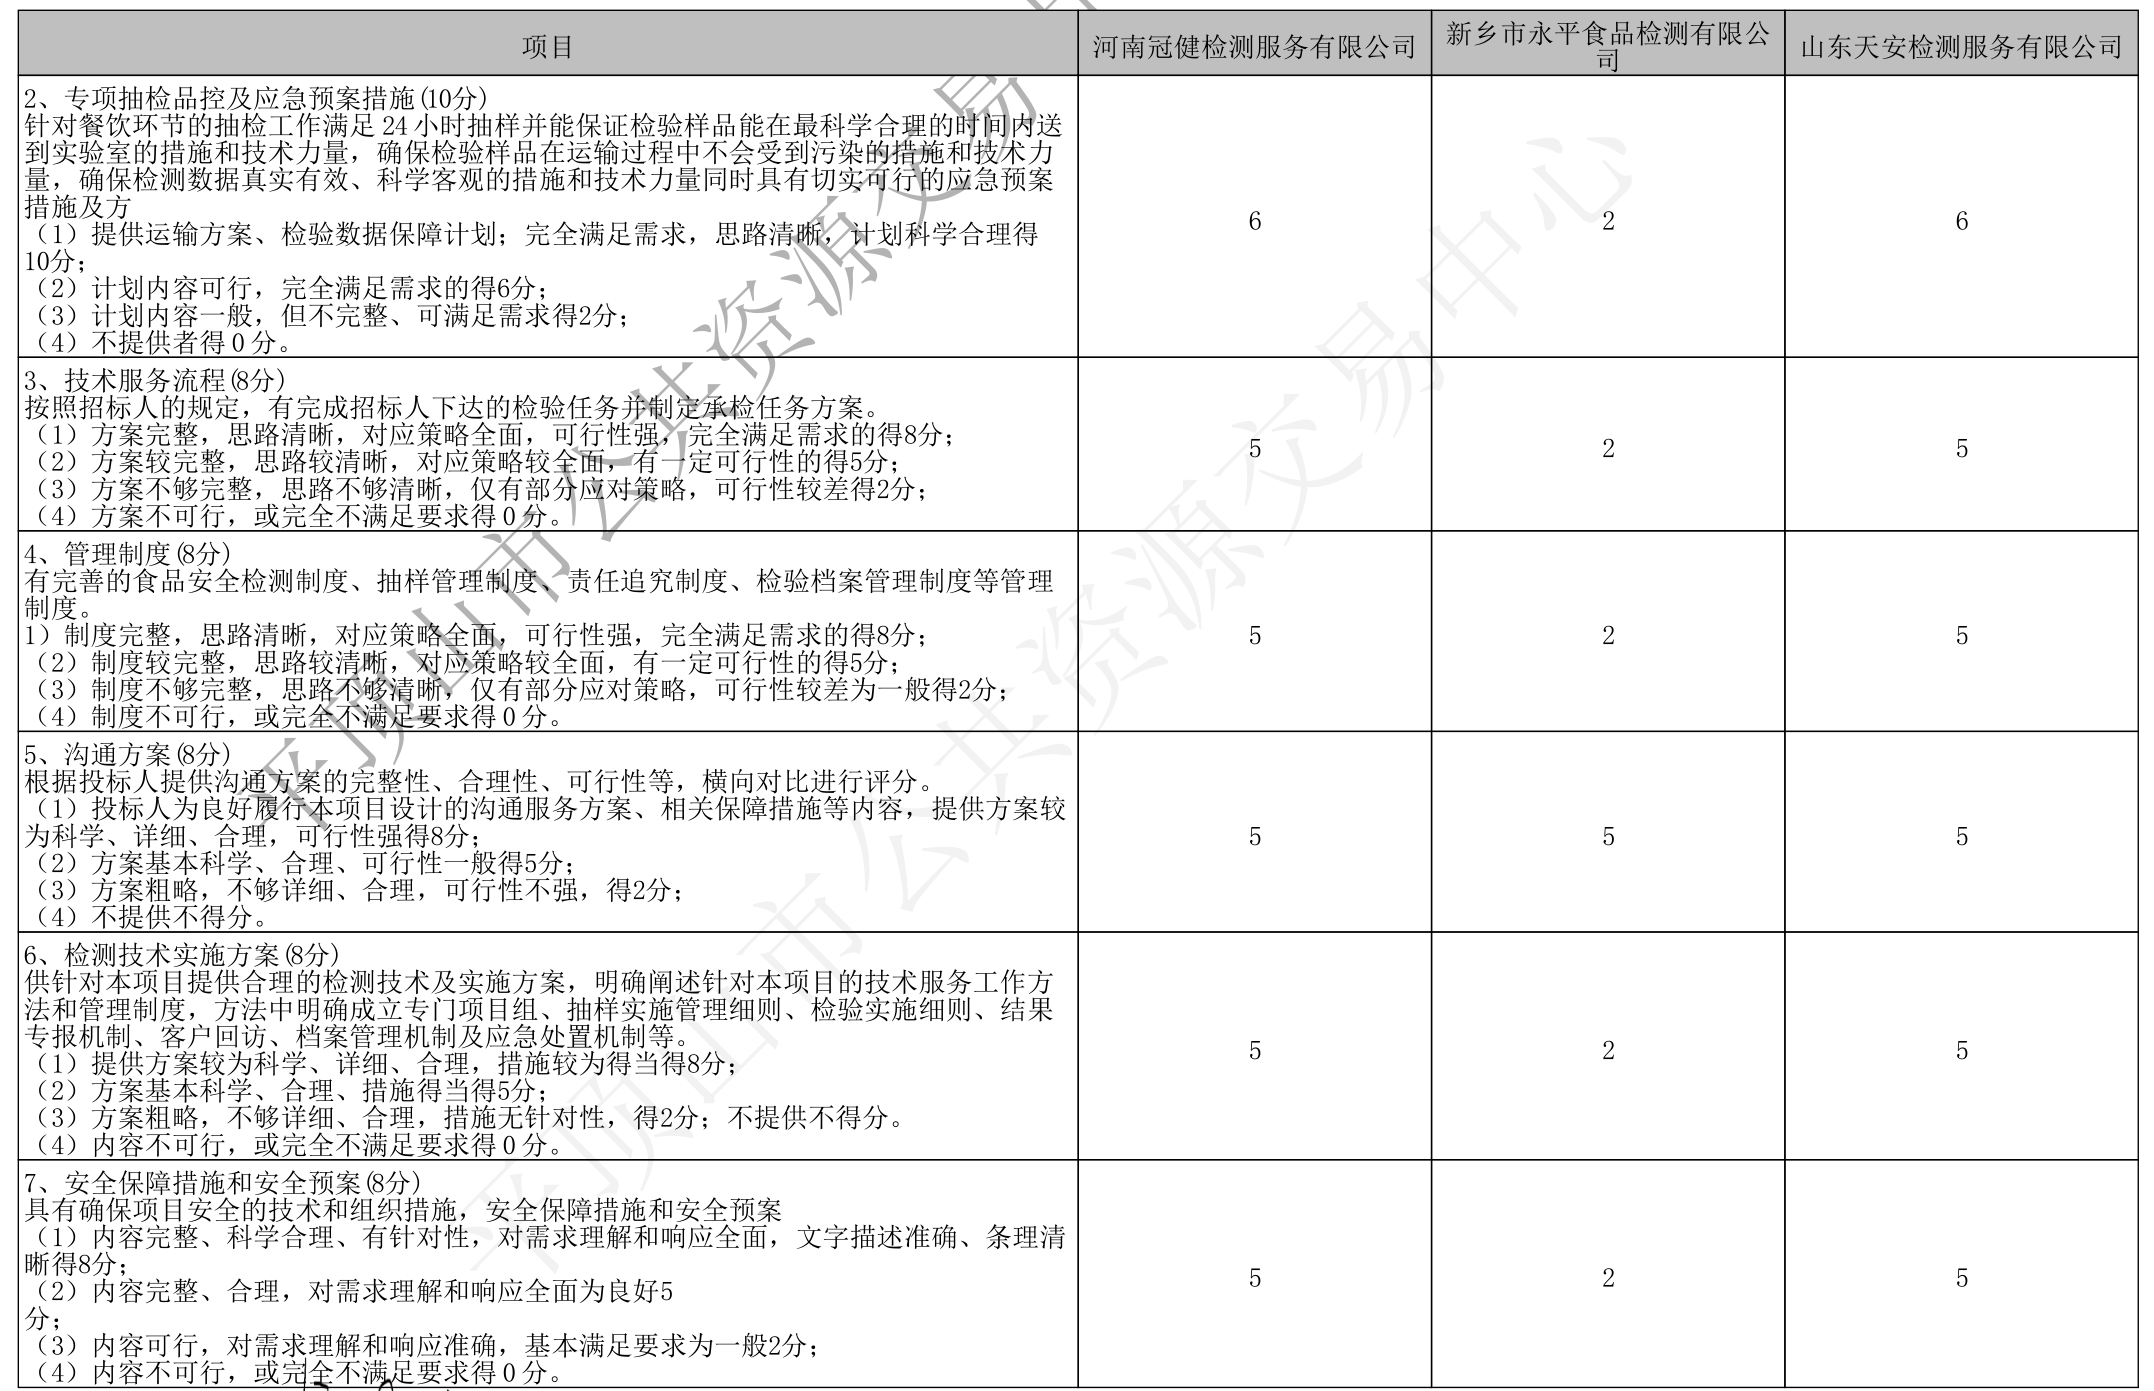 项目 河南冠健检测服务有限公司 新乡市永平食品检测有限公
司 山东天安检测服务有限公司
2、专项抽检品控及应急预案措施(10分)
针对餐饮环节的抽检工作满足 24 小时抽样并能保证检验样品能在最科学合理的时间内送
到实验室的措施和技术力量，确保检验样品在运输过程中不会受到污染的措施和技术力
量，确保检测数据真实有效、科学客观的措施和技术力量同时具有切实可行的应急预案
措施及方
（1）提供运输方案、检验数据保障计划；完全满足需求，思路清晰，计划科学合理得
10分；
（2）计划内容可行，完全满足需求的得6分；
（3）计划内容一般，但不完整、可满足需求得2分；
（4）不提供者得 0 分。
6 2 6
3、技术服务流程(8分)
按照招标人的规定，有完成招标人下达的检验任务并制定承检任务方案。
（1）方案完整，思路清晰，对应策略全面，可行性强，完全满足需求的得8分；
（2）方案较完整，思路较清晰，对应策略较全面，有一定可行性的得5分；
（3）方案不够完整，思路不够清晰，仅有部分应对策略，可行性较差得2分；
（4）方案不可行，或完全不满足要求得 0 分。
5 2 5
4、管理制度(8分)
有完善的食品安全检测制度、抽样管理制度、责任追究制度、检验档案管理制度等管理
制度。
1）制度完整，思路清晰，对应策略全面，可行性强，完全满足需求的得8分；
（2）制度较完整，思路较清晰，对应策略较全面，有一定可行性的得5分；
（3）制度不够完整，思路不够清晰，仅有部分应对策略，可行性较差为一般得2分；
（4）制度不可行，或完全不满足要求得 0 分。
5 2 5
5、沟通方案(8分)
根据投标人提供沟通方案的完整性、合理性、可行性等，横向对比进行评分。
（1）投标人为良好履行本项目设计的沟通服务方案、相关保障措施等内容，提供方案较
为科学、详细、合理，可行性强得8分；
（2）方案基本科学、合理、可行性一般得5分；
（3）方案粗略，不够详细、合理，可行性不强，得2分；
（4）不提供不得分。
5 5 5
6、检测技术实施方案(8分)
供针对本项目提供合理的检测技术及实施方案，明确阐述针对本项目的技术服务工作方
法和管理制度，方法中明确成立专门项目组、抽样实施管理细则、检验实施细则、结果
专报机制、客户回访、档案管理机制及应急处置机制等。
（1）提供方案较为科学、详细、合理，措施较为得当得8分；
（2）方案基本科学、合理、措施得当得5分；
（3）方案粗略，不够详细、合理，措施无针对性，得2分；不提供不得分。
（4）内容不可行，或完全不满足要求得 0 分。
5 2 5
7、安全保障措施和安全预案(8分)
具有确保项目安全的技术和组织措施，安全保障措施和安全预案
（1）内容完整、科学合理、有针对性，对需求理解和响应全面，文字描述准确、条理清
晰得8分；
（2）内容完整、合理，对需求理解和响应全面为良好5
分；
（3）内容可行，对需求理解和响应准确，基本满足要求为一般2分；
（4）内容不可行，或完全不满足要求得 0 分。
5 2 5
平顶山市公共资源交易中
平顶山市公共资源交易中心